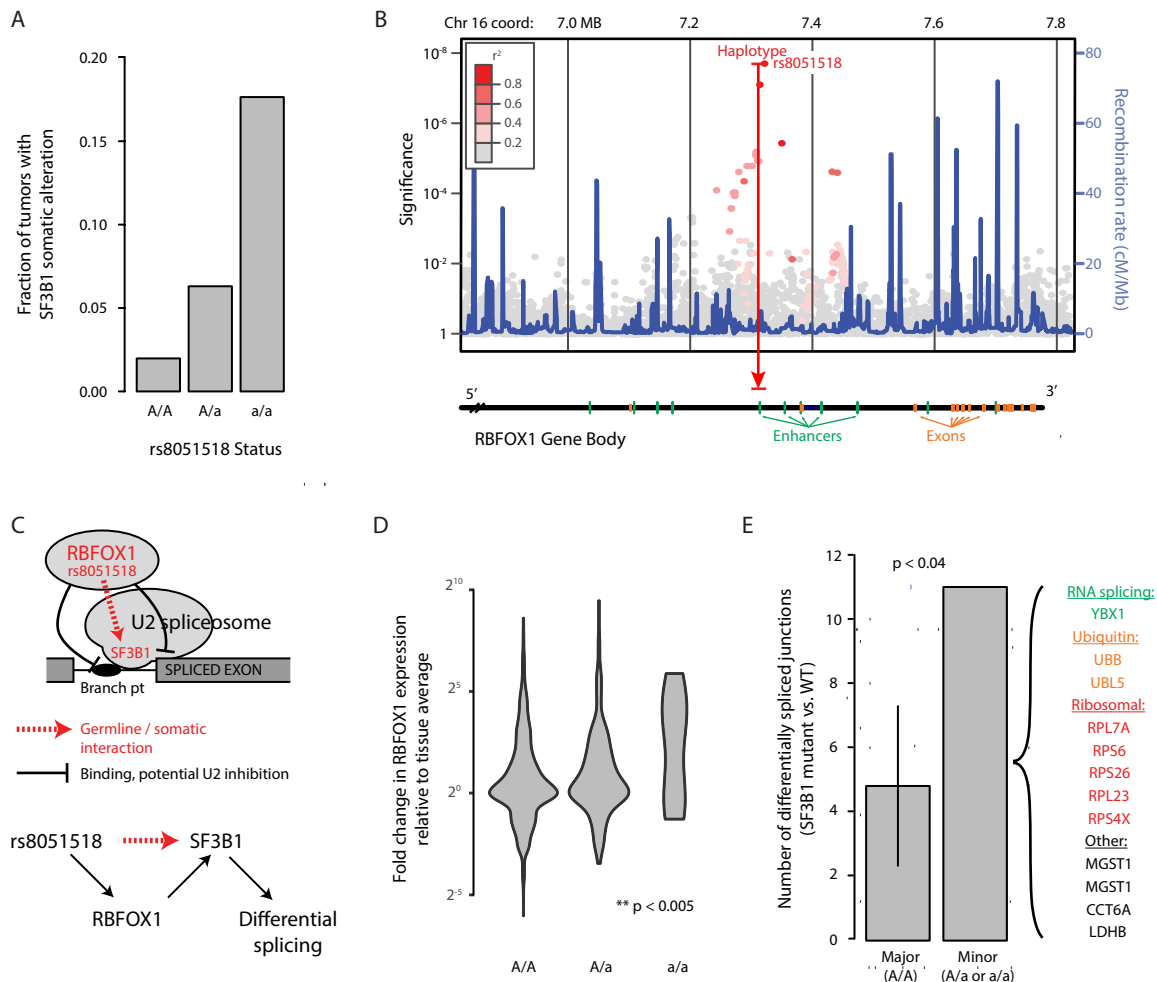 A
0.20
0.15
0.10
0.05
0.00
Fraction of tumors with
SF3B1 somatic alteration
A/A
A/a
a/a
rs8051518 Status
B
Chr 16 coord:
7.0 MB
7.2
7.4
7.6
7.8
10-8
10-6
10-4
10-2
1
Significance
r2
0.8
0.6
0.4
0.2
Haplotype
rs8051518
80
60
40
20
0
Recombination rate (cM/Mb)
5’
3’
RBFOX1 Gene Body
Enhancers
Exons
C
RBFOX1
rs8051518
U2 spliceosome
SF3B1
SPLICED EXON
Branch pt
Germline / somatic
interaction
Binding, potential U2 inhibition
rs8051518
SF3B1
RBFOX1
Differential
splicing
D
Fold change in RBFOX1 expression
relative to tissue average
2^10
2^5
2^0
2^-5
** p < 0.005
A/A
A/a
a/a
E
Number of differentially spliced junctions
(SF3B1 mutant vs. WT)
12
10
8
6
4
2
0
p < 0.04
Major
(A/A)
Minor
(A/a or a/a)
RNA splicing:
YBX1
Ubiquitin:
UBB
UBL5
Ribosomal:
RPL7A
RPS6
RPS26
RPL23
RPS4X
Other:
MGST1
MGST1
CCT6A
LDHB